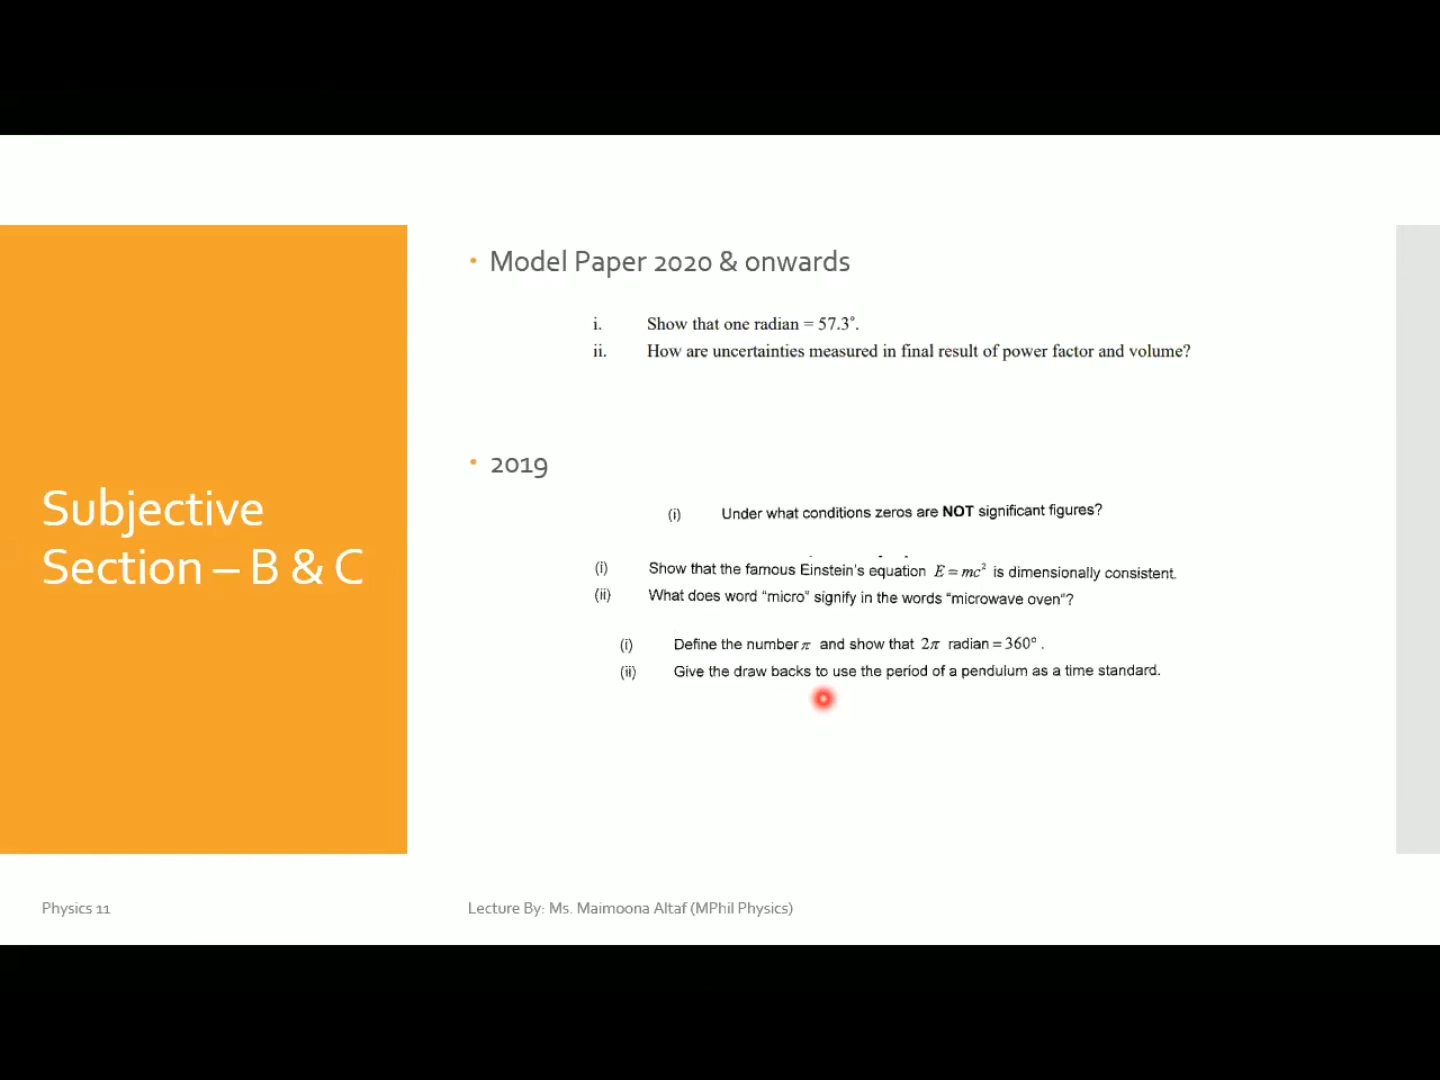 Subjective
Section – B & C
• Model Paper 2020 & onwards
i. Show that one radian = 57.3°.
ii. How are uncertainties measured in final result of power factor and volume?
• 2019
(i) Under what conditions zeros are NOT significant figures?
(i) Show that the famous Einstein's equation E = mc² is dimensionally consistent.
(ii) What does word "micro" signify in the words "microwave oven"?
(i) Define the number π and show that 2π radian = 360°.
(ii) Give the draw backs to use the period of a pendulum as a time standard.
Physics 11
Lecture By: Ms. Maimoona Altaf (MPhil Physics)